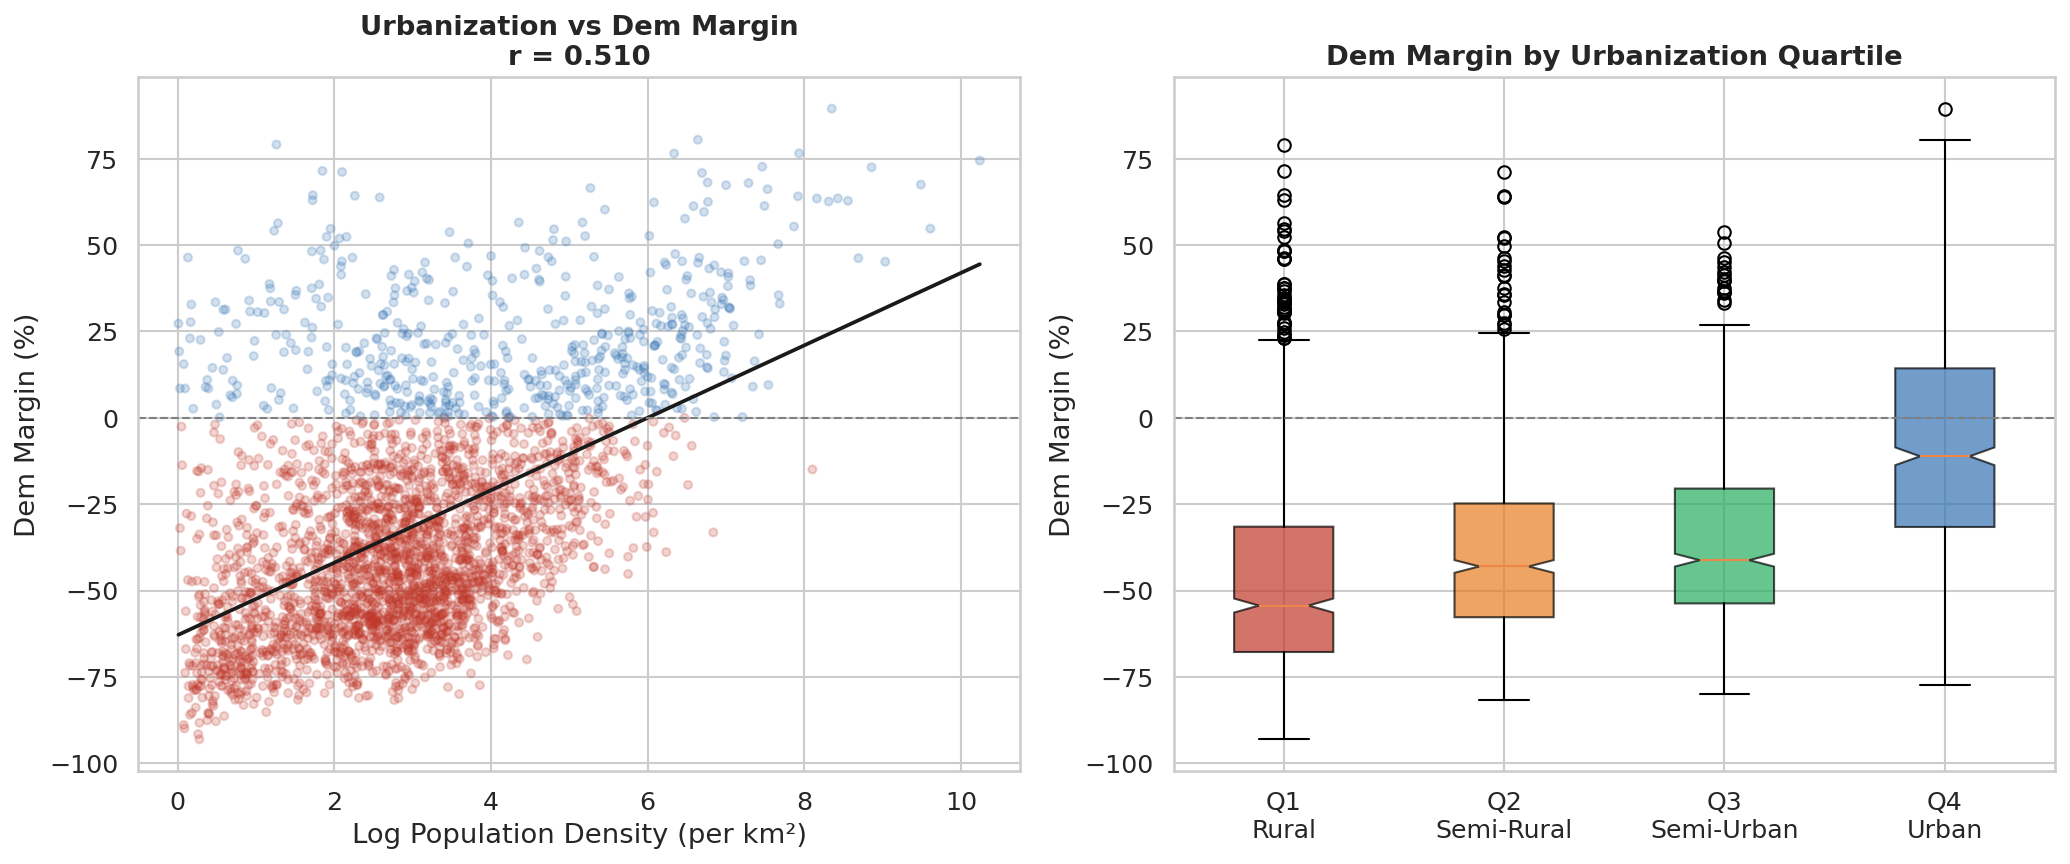 Urbanization vs Dem Margin
r = 0.510
Dem Margin (%)
75
50
25
0
−25
−50
−75
−100
0 2 4 6 8 10
Log Population Density (per km²)
Dem Margin by Urbanization Quartile
Dem Margin (%)
75
50
25
0
−25
−50
−75
−100
Q1 Q2 Q3 Q4
Rural Semi-Rural Semi-Urban Urban